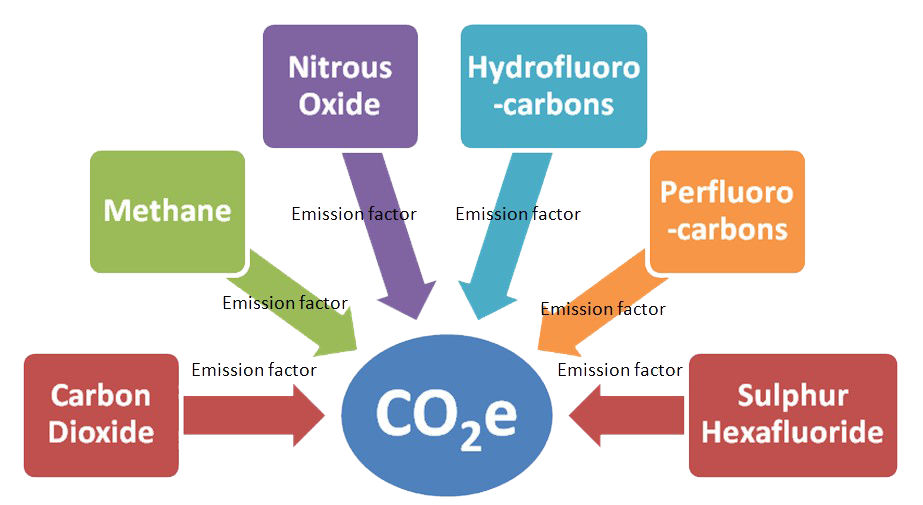 Nitrous
Oxide
Hydrofluoro
-carbons
Methane
Perfluoro
-carbons
Emission factor
Emission factor
Emission factor
Emission factor
Emission factor
Emission factor
Carbon
Dioxide
CO₂e
Sulphur
Hexafluoride